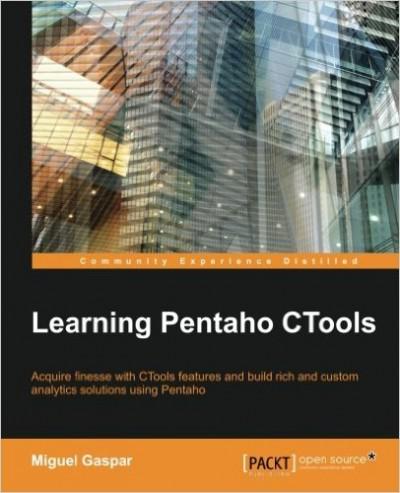 Community Experience Distilled
Learning Pentaho CTools
Acquire finesse with CTools features and build rich and custom
analytics solutions using Pentaho
Miguel Gaspar
[PACKT] open source*
PUBLISHING